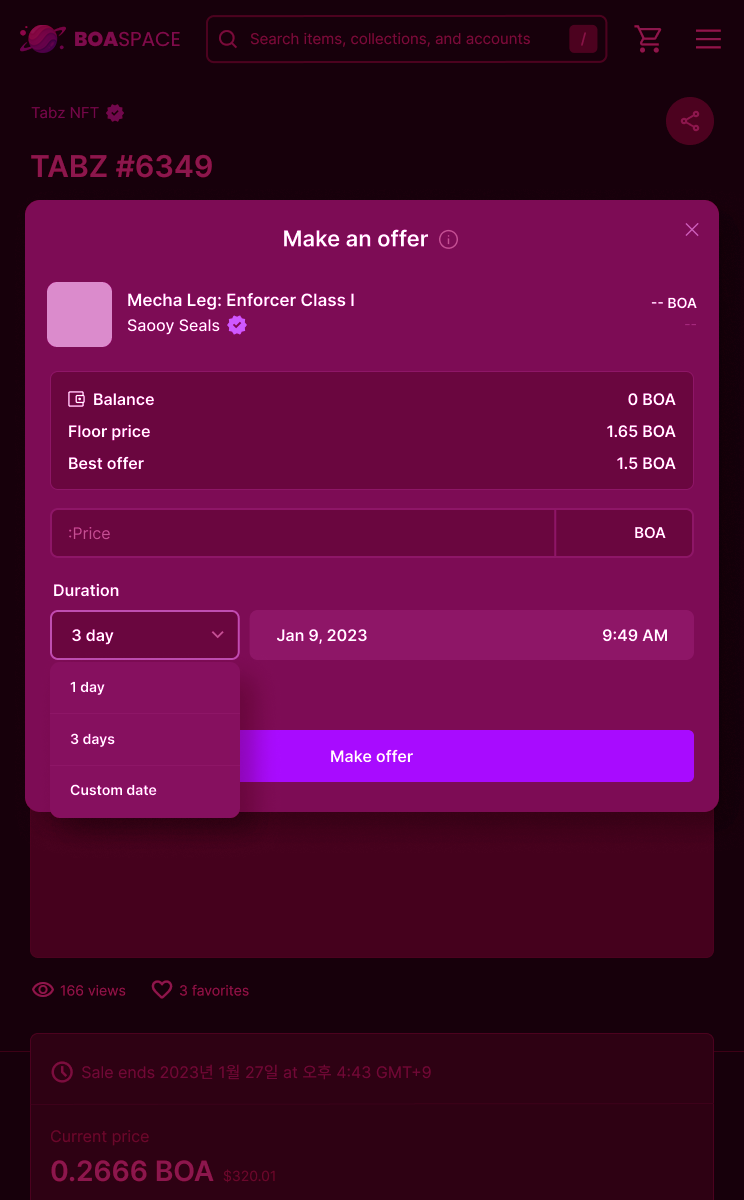 BOASPACE
Search items, collections, and accounts /
Tabz NFT
TABZ #6349
Make an offer
Mecha Leg: Enforcer Class I
-- BOA
Saooy Seals
--
Balance 0 BOA
Floor price 1.65 BOA
Best offer 1.5 BOA
:Price BOA
Duration
3 day Jan 9, 2023 9:49 AM
1 day
3 days
Make offer
Custom date
166 views 3 favorites
Sale ends 2023년 1월 27일 at 오후 4:43 GMT+9
Current price
0.2666 BOA $320.01